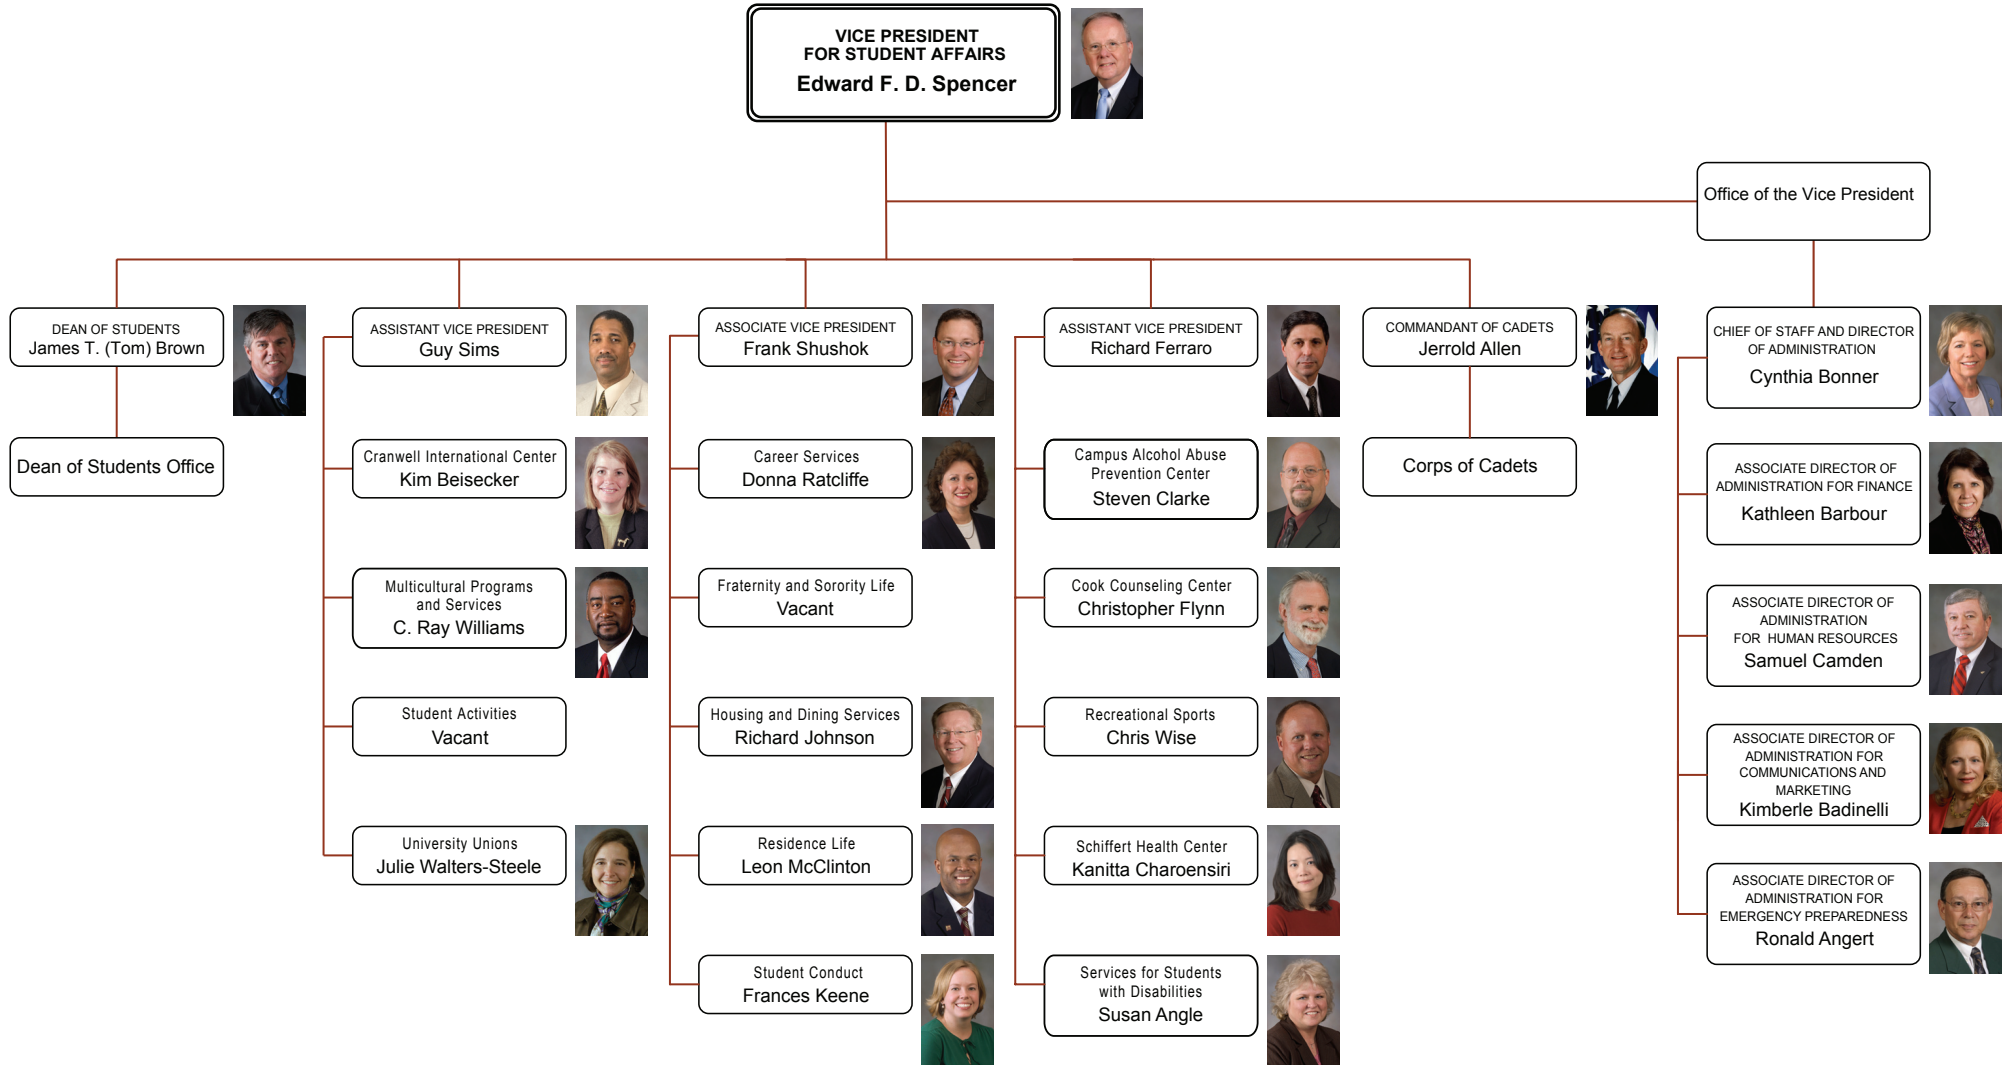 VICE PRESIDENT
FOR STUDENT AFFAIRS
Edward F. D. Spencer
Office of the Vice President
DEAN OF STUDENTS
James T. (Tom) Brown
Dean of Students Office
ASSISTANT VICE PRESIDENT
Guy Sims
Cranwell International Center
Kim Beisecker
Multicultural Programs
and Services
C. Ray Williams
Student Activities
Vacant
University Unions
Julie Walters-Steele
ASSOCIATE VICE PRESIDENT
Frank Shushok
Career Services
Donna Ratcliffe
Fraternity and Sorority Life
Vacant
Housing and Dining Services
Richard Johnson
Residence Life
Leon McClinton
Student Conduct
Frances Keene
ASSISTANT VICE PRESIDENT
Richard Ferraro
Campus Alcohol Abuse
Prevention Center
Steven Clarke
Cook Counseling Center
Christopher Flynn
Recreational Sports
Chris Wise
Schiffert Health Center
Kanitta Charoensiri
Services for Students
with Disabilities
Susan Angle
COMMANDANT OF CADETS
Jerrold Allen
Corps of Cadets
CHIEF OF STAFF AND DIRECTOR
OF ADMINISTRATION
Cynthia Bonner
ASSOCIATE DIRECTOR OF
ADMINISTRATION FOR FINANCE
Kathleen Barbour
ASSOCIATE DIRECTOR OF
ADMINISTRATION
FOR HUMAN RESOURCES
Samuel Camden
ASSOCIATE DIRECTOR OF
ADMINISTRATION FOR
COMMUNICATIONS AND
MARKETING
Kimberle Badinelli
ASSOCIATE DIRECTOR OF
ADMINISTRATION FOR
EMERGENCY PREPAREDNESS
Ronald Angert